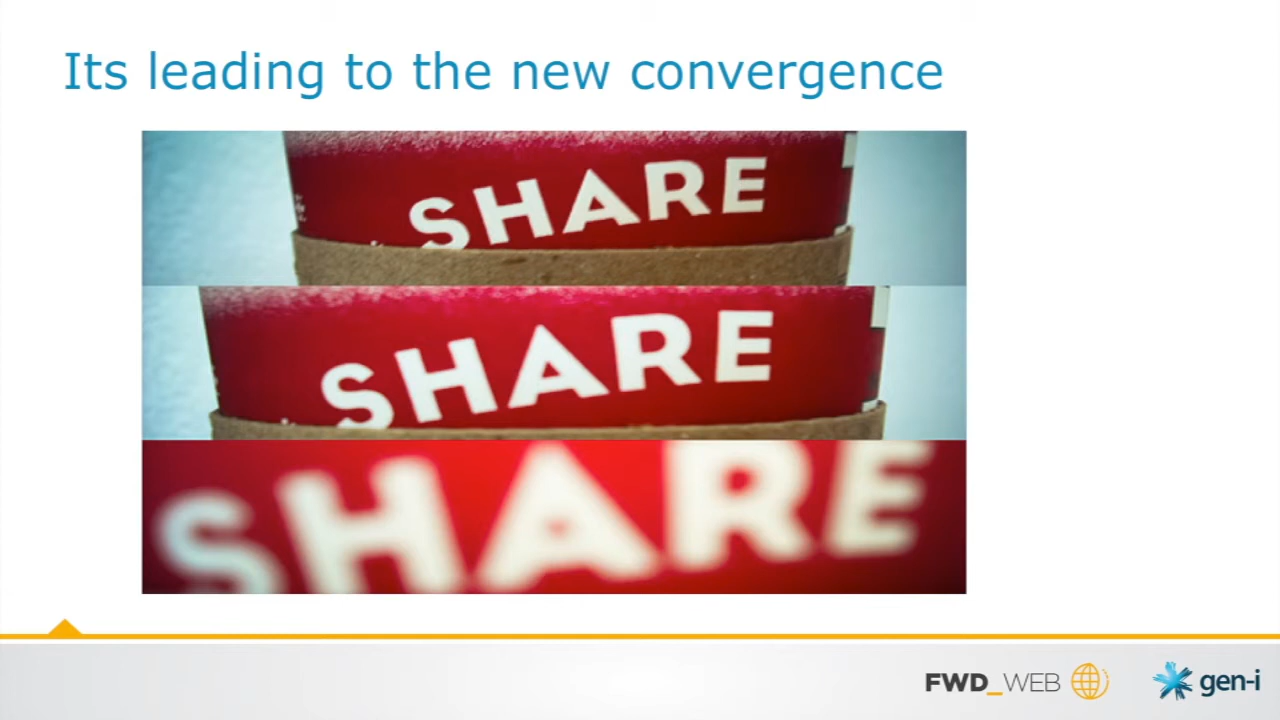 Its leading to the new convergence
SHARE
SHARE
SHARE
FWD_WEB
gen-i